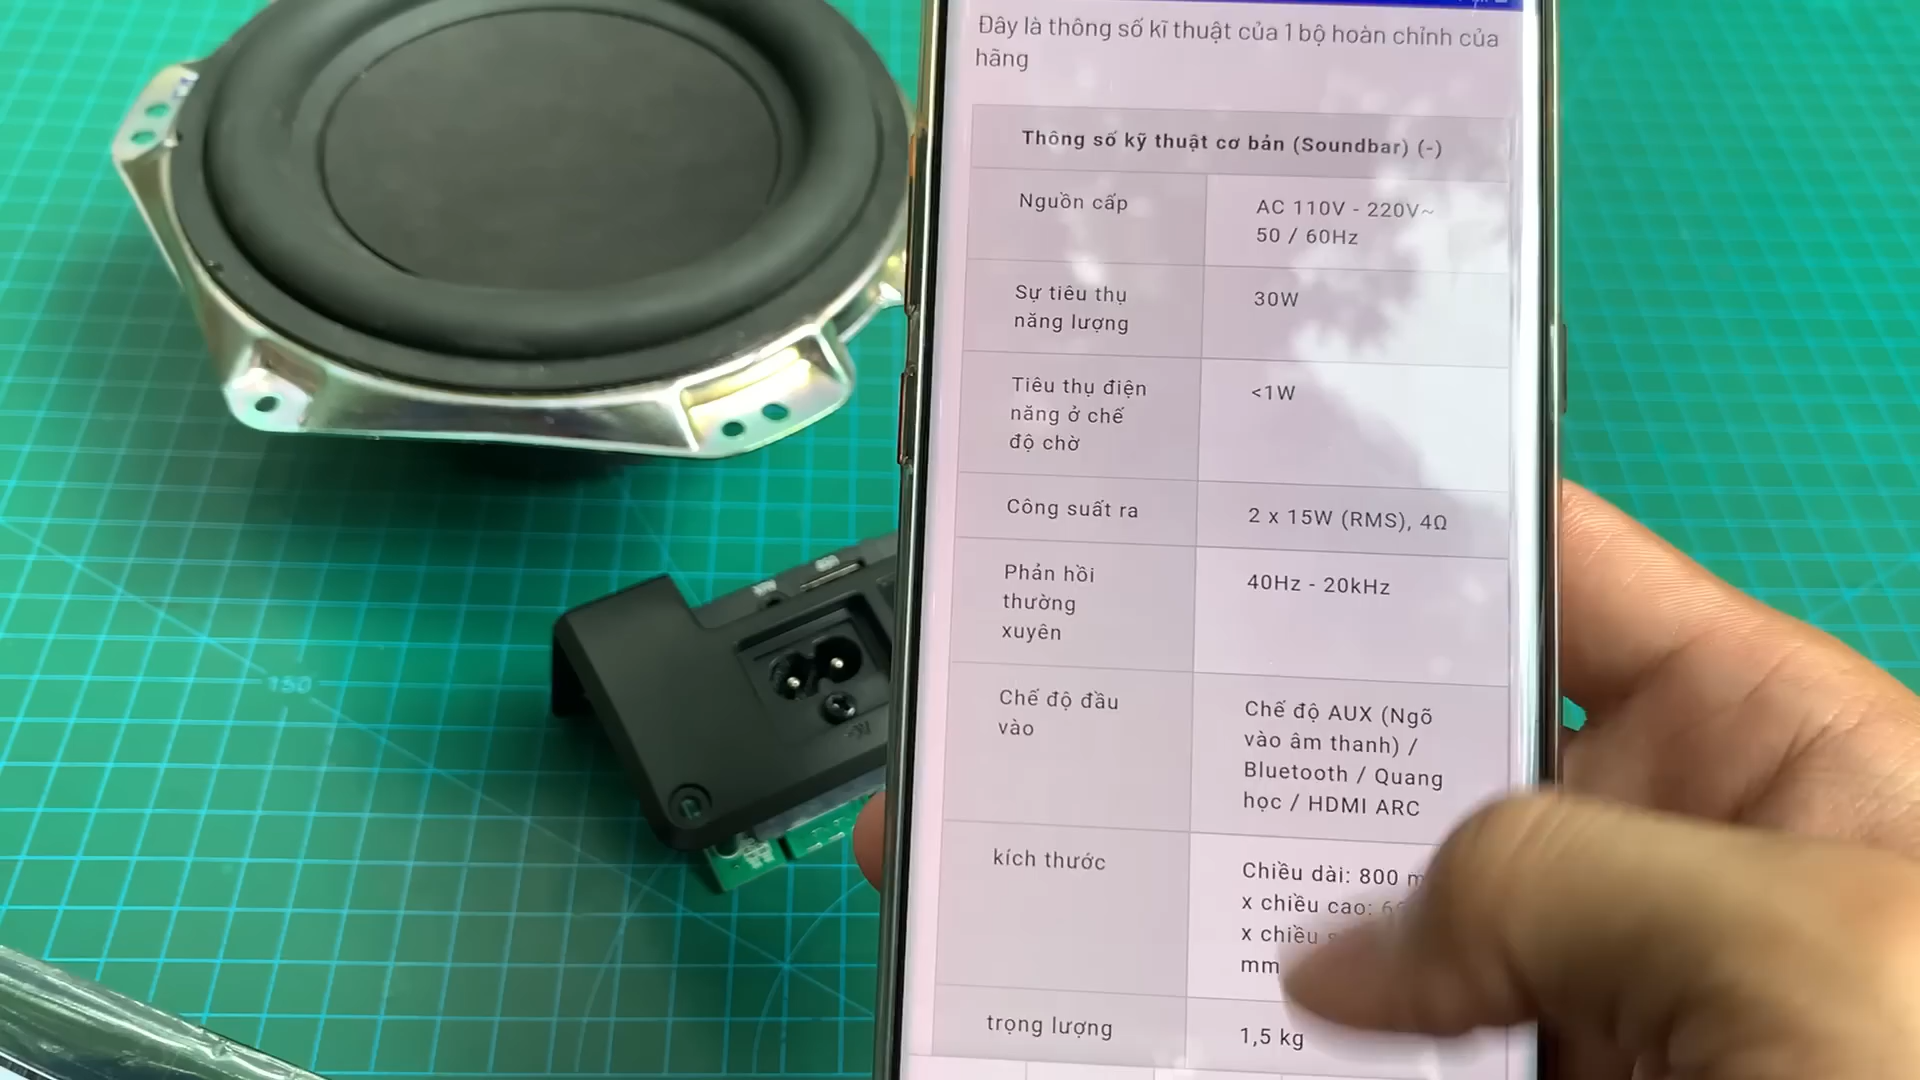 Đây là thông số kĩ thuật của 1 bộ hoàn chỉnh của
hãng
Thông số kỹ thuật cơ bản (Soundbar) (-)
Nguồn cấp
AC 110V - 220V~
50 / 60Hz
Sự tiêu thụ
năng lượng
30W
Tiêu thụ điện
năng ở chế
độ chờ
<1W
Công suất ra
2 x 15W (RMS), 4Ω
Phản hồi
thường
xuyên
40Hz - 20kHz
Chế độ đầu
vào
Chế độ AUX (Ngõ
vào âm thanh) /
Bluetooth / Quang
học / HDMI ARC
kích thước
Chiều dài: 800
x chiều cao:
x chiều
mm
trọng lượng
1,5 kg
150